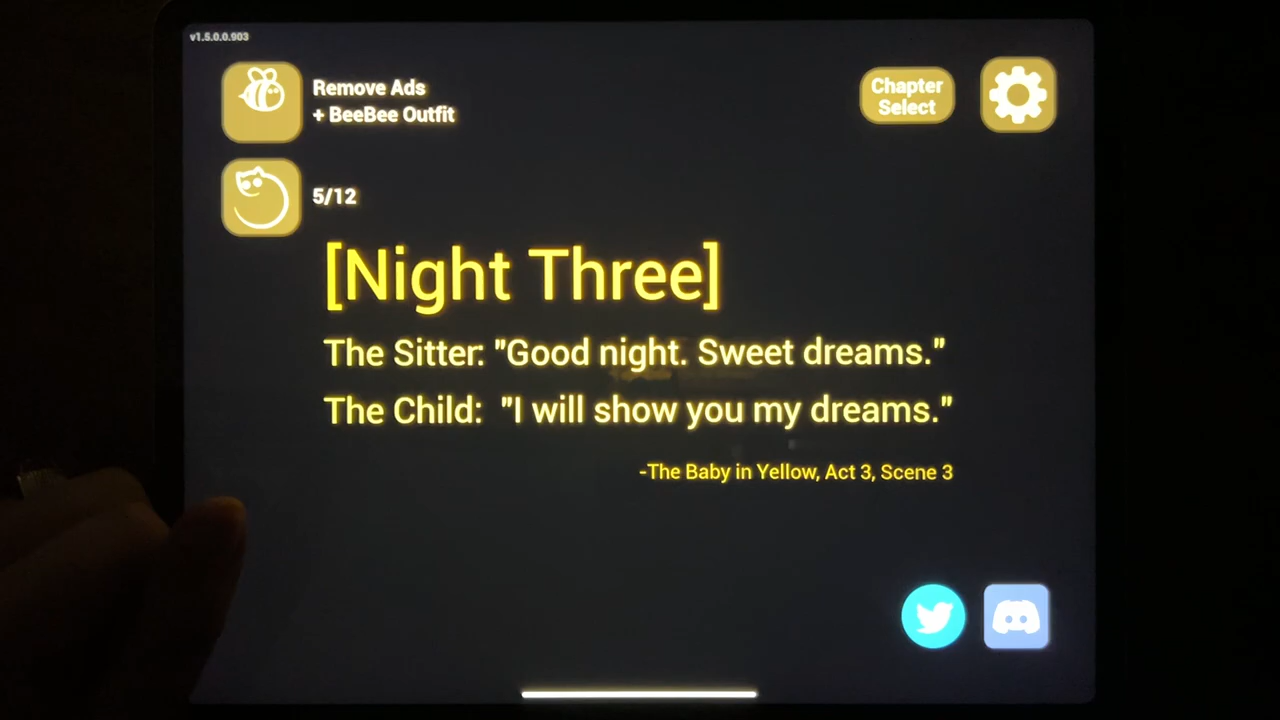 v1.5.0.0.903
Remove Ads
+ BeeBee Outfit
Chapter
Select
5/12
[Night Three]
The Sitter: "Good night. Sweet dreams."
The Child:  "I will show you my dreams."
-The Baby in Yellow, Act 3, Scene 3